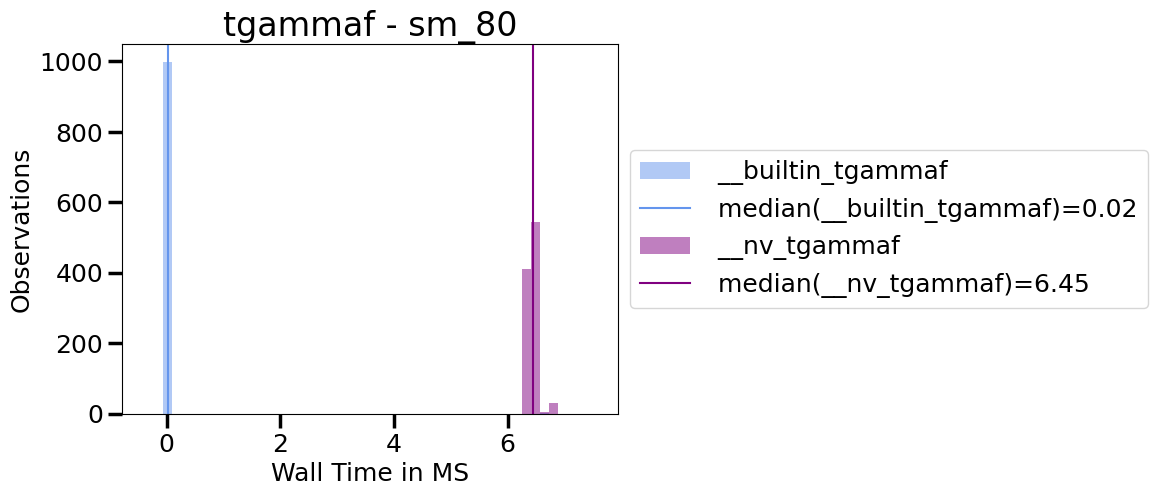 tgammaf - sm_80
1000
800
600
400
200
0
Observations
0 2 4 6
Wall Time in MS
__builtin_tgammaf
median(__builtin_tgammaf)=0.02
__nv_tgammaf
median(__nv_tgammaf)=6.45